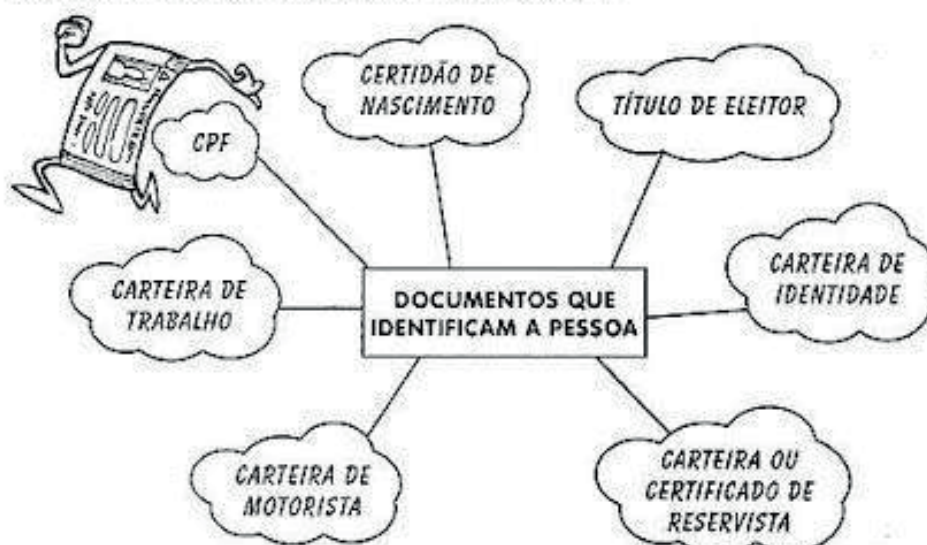 CERTIDÃO DE
NASCIMENTO
TÍTULO DE ELEITOR
CPF
CARTEIRA DE
IDENTIDADE
CARTEIRA DE
TRABALHO
DOCUMENTOS QUE
IDENTIFICAM A PESSOA
CARTEIRA DE
MOTORISTA
CARTEIRA OU
CERTIFICADO DE
RESERVISTA